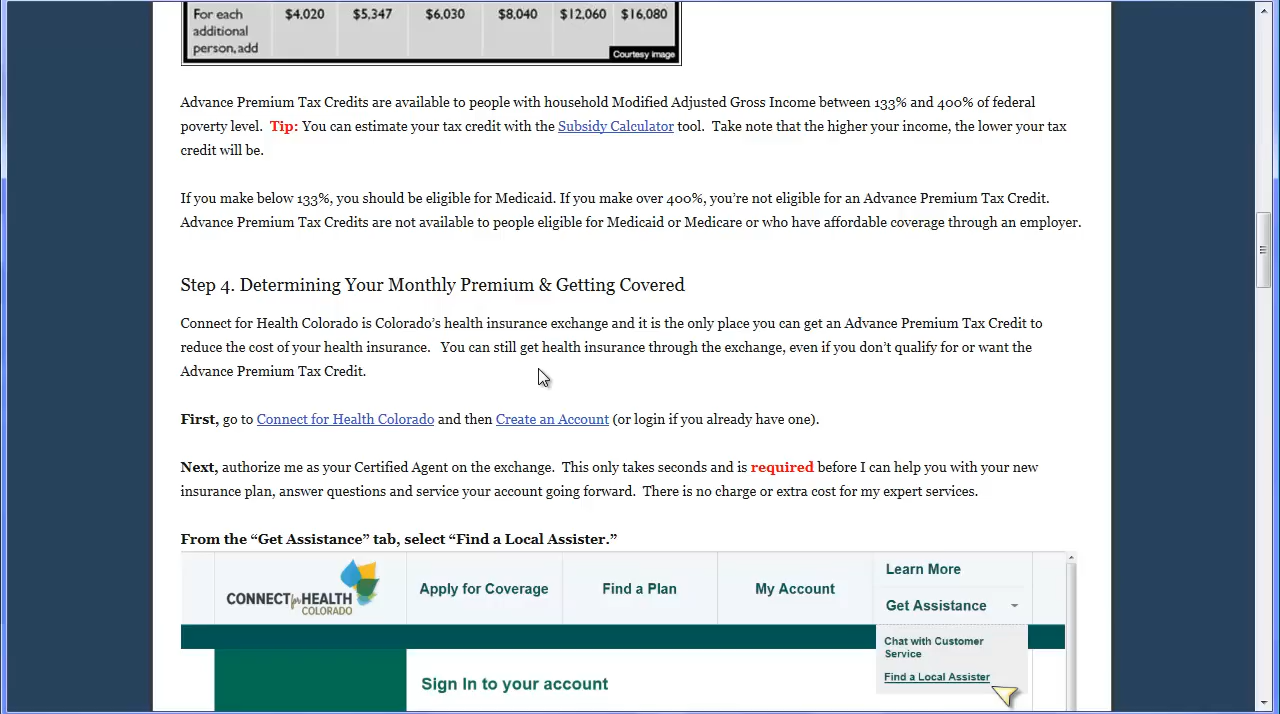 For each additional person, add $4,020 $5,347 $6,030 $8,040 $12,060 $16,080
Courtesy image
Advance Premium Tax Credits are available to people with household Modified Adjusted Gross Income between 133% and 400% of federal
poverty level. Tip: You can estimate your tax credit with the Subsidy Calculator tool. Take note that the higher your income, the lower your tax
credit will be.
If you make below 133%, you should be eligible for Medicaid. If you make over 400%, you're not eligible for an Advance Premium Tax Credit.
Advance Premium Tax Credits are not available to people eligible for Medicaid or Medicare or who have affordable coverage through an employer.
Step 4. Determining Your Monthly Premium & Getting Covered
Connect for Health Colorado is Colorado's health insurance exchange and it is the only place you can get an Advance Premium Tax Credit to
reduce the cost of your health insurance. You can still get health insurance through the exchange, even if you don't qualify for or want the
Advance Premium Tax Credit.
First, go to Connect for Health Colorado and then Create an Account (or login if you already have one).
Next, authorize me as your Certified Agent on the exchange. This only takes seconds and is required before I can help you with your new
insurance plan, answer questions and service your account going forward. There is no charge or extra cost for my expert services.
From the "Get Assistance" tab, select "Find a Local Assister."
CONNECT for HEALTH COLORADO
Apply for Coverage
Find a Plan
My Account
Learn More
Get Assistance
Chat with Customer
Service
Find a Local Assister
Sign In to your account